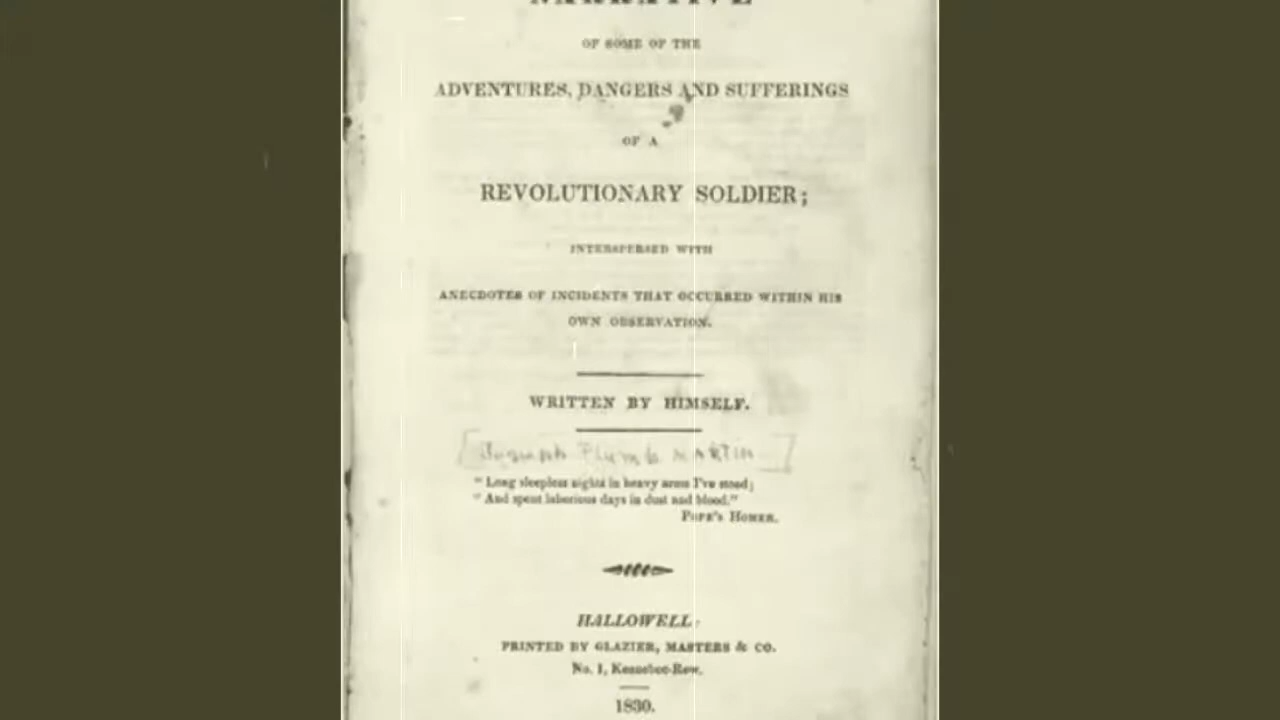 NARRATIVE
OF SOME OF THE
ADVENTURES, DANGERS AND SUFFERINGS
OF A
REVOLUTIONARY SOLDIER;
INTERSPERSED WITH
ANECDOTES OF INCIDENTS THAT OCCURRED WITHIN HIS
OWN OBSERVATION.
WRITTEN BY HIMSELF.
[Joseph Plumb MARTIN]
"Long sleepless nights in heavy arms I've stood;
"And spent laborious days in dust and blood."
POPE'S HOMER.
HALLOWELL:
PRINTED BY GLAZIER, MASTERS & CO.
No. 1, Kennebec-Row.
1830.